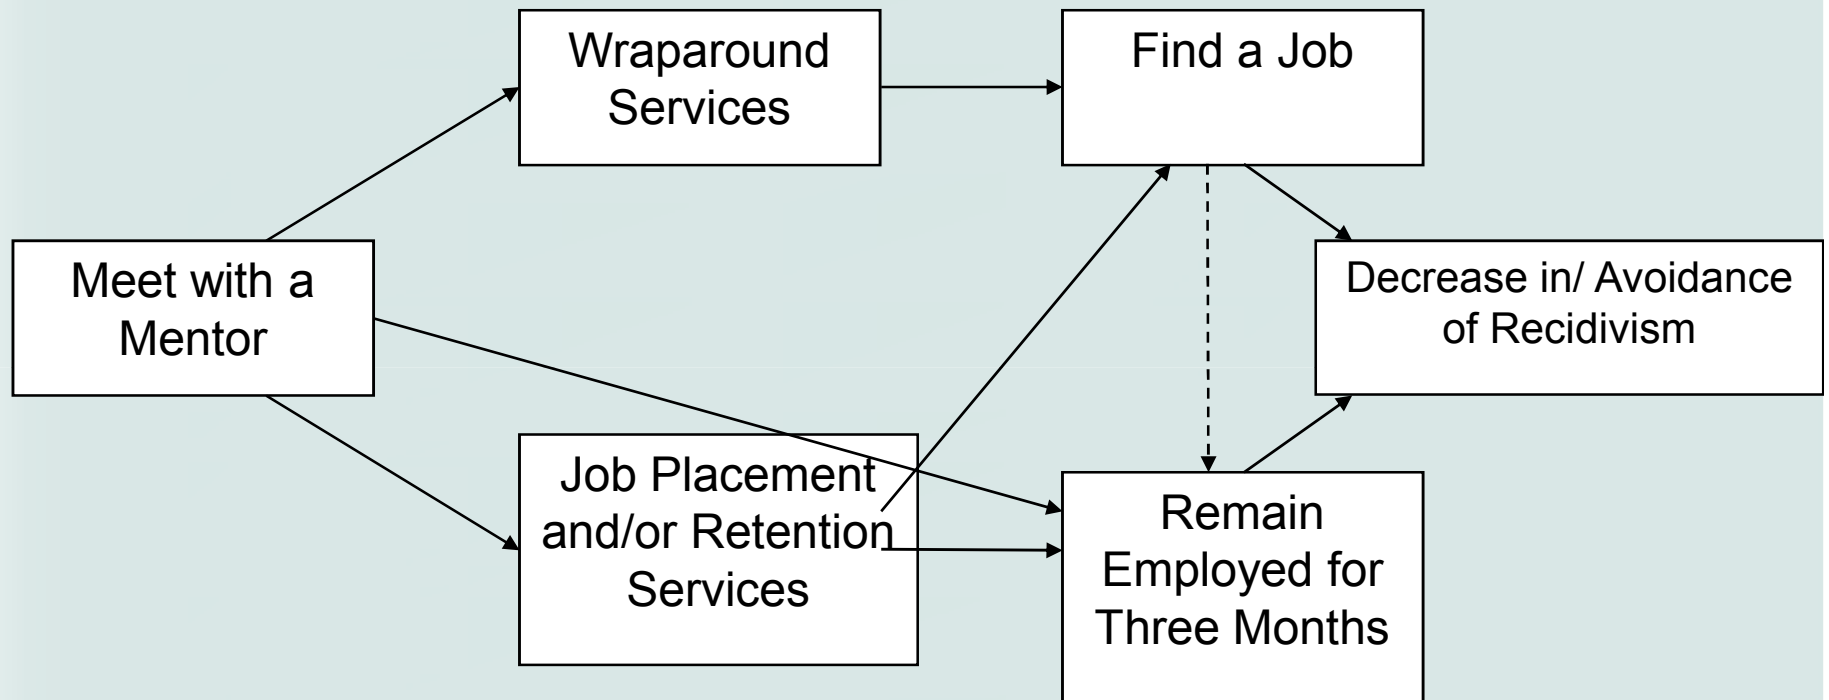 Wraparound
Services
Find a Job
Meet with a
Mentor
Decrease in/ Avoidance
of Recidivism
Job Placement
and/or Retention
Services
Remain
Employed for
Three Months